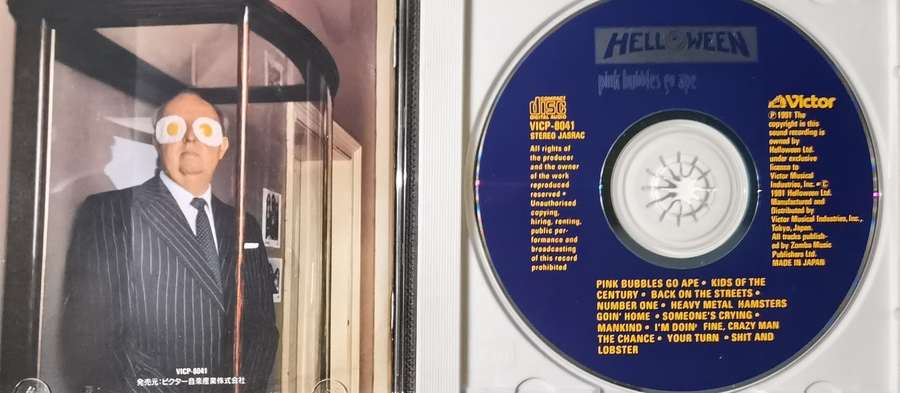 VICP-8041
発売元:ビクター音楽産業株式会社
HELLOWEEN
pink bubbles go ape
COMPACT
disc
DIGITAL AUDIO
VICP-8041
STEREO JASRAC
All rights of
the producer
and the owner
of the work
reproduced
reserved •
Unauthorised
copying,
hiring, renting,
public per-
formance and
broadcasting
of this record
prohibited
Victor
Ⓟ 1991 The
copyright in this
sound recording is
owned by
Helloween Ltd.
under exclusive
license to
Victor Musical
Industries, Inc. • ©
1991 Helloween Ltd.
Manufactured and
Distributed by
Victor Musical Industries, Inc.,
Tokyo, Japan.
All tracks publish-
ed by Zomba Music
Publishers Ltd.
MADE IN JAPAN
PINK BUBBLES GO APE • KIDS OF THE
CENTURY • BACK ON THE STREETS •
NUMBER ONE • HEAVY METAL HAMSTERS
GOIN' HOME • SOMEONE'S CRYING •
MANKIND • I'M DOIN' FINE, CRAZY MAN
THE CHANCE • YOUR TURN • SHIT AND
LOBSTER